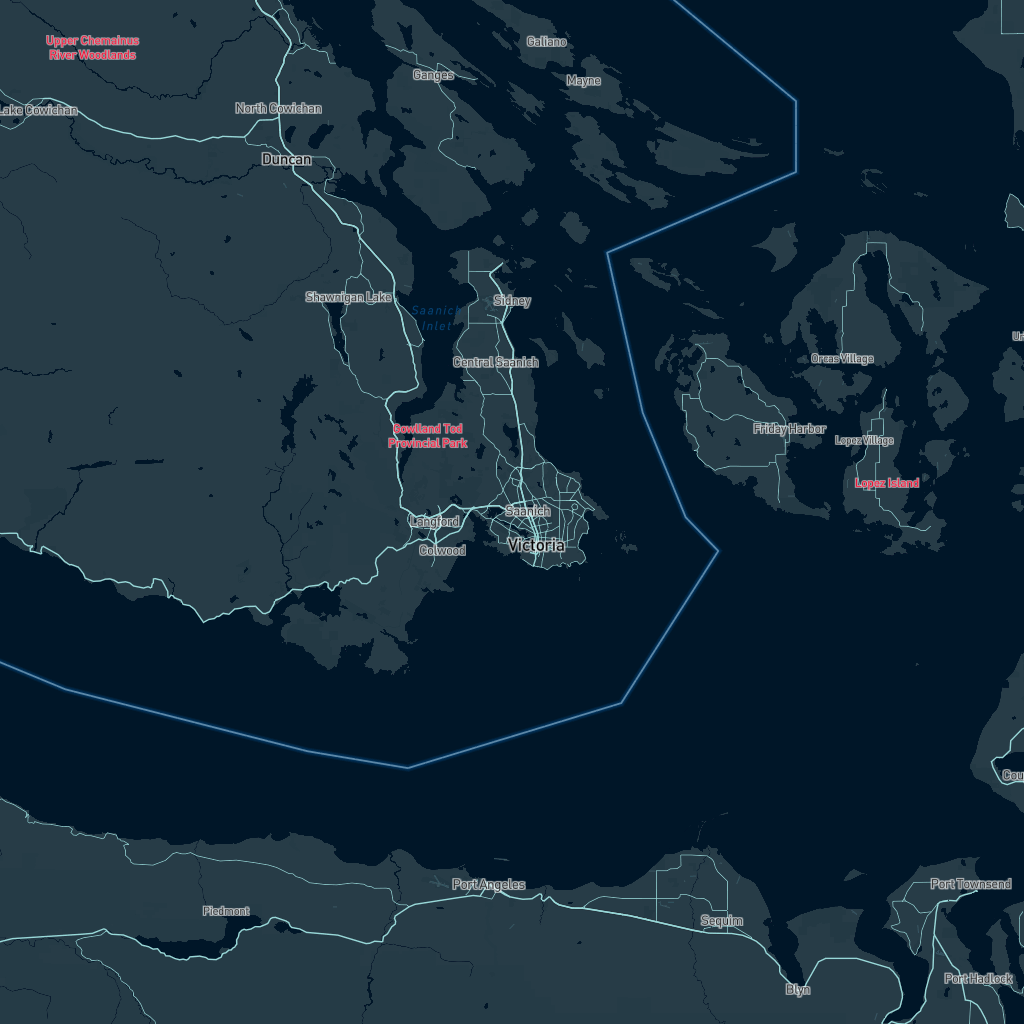 Upper Chemainus
River Woodlands
Galiano
Ganges
Mayne
Lake Cowichan
North Cowichan
Duncan
Shawnigan Lake
Saanich
Inlet
Sidney
Central Saanich
Orcas Village
Gowlland Tod
Provincial Park
Friday Harbor
Lopez Village
Lopez Island
Saanich
Langford
Victoria
Colwood
Port Angeles
Port Townsend
Piedmont
Sequim
Port Hadlock
Blyn